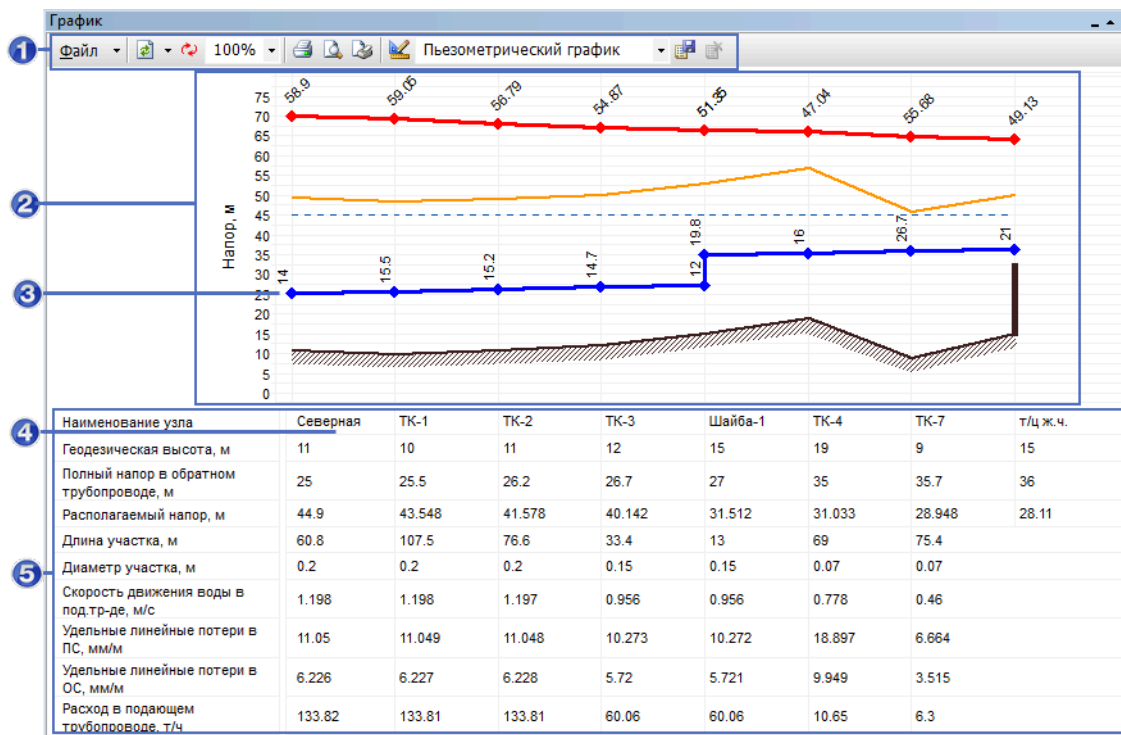 График
1
Файл
100%
Пьезометрический график
2
3
Напор, м
75
70
65
60
55
50
45
40
35
30
25
20
15
10
5
0
58.9 59.05 56.79 54.87 51.35 47.04 55.68 49.13
14 15.5 15.2 14.7 12 19.8 16 26.7 21
4
5
Наименование узла Северная ТК-1 ТК-2 ТК-3 Шайба-1 ТК-4 ТК-7 т/ц ж.ч.
Геодезическая высота, м 11 10 11 12 15 19 9 15
Полный напор в обратном
трубопроводе, м 25 25.5 26.2 26.7 27 35 35.7 36
Располагаемый напор, м 44.9 43.548 41.578 40.142 31.512 31.033 28.948 28.11
Длина участка, м 60.8 107.5 76.6 33.4 13 69 75.4
Диаметр участка, м 0.2 0.2 0.2 0.15 0.15 0.07 0.07
Скорость движения воды в
под.тр-де, м/с 1.198 1.198 1.197 0.956 0.956 0.778 0.46
Удельные линейные потери в
ПС, мм/м 11.05 11.049 11.048 10.273 10.272 18.897 6.664
Удельные линейные потери в
ОС, мм/м 6.226 6.227 6.228 5.72 5.721 9.949 3.515
Расход в подающем
трубопроводе, т/ч 133.82 133.81 133.81 60.06 60.06 10.65 6.3